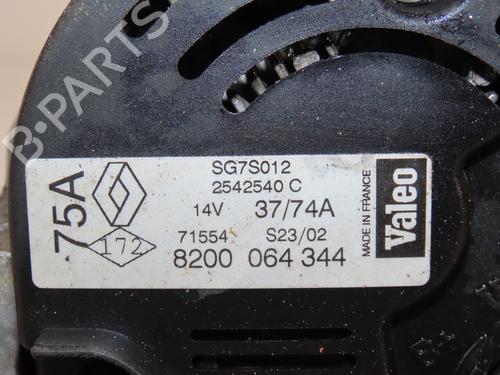 B-PARTS
75A
172
SG7S012
2542540 C
14V 37/74A
71554 S23/02
8200 064 344
MADE IN FRANCE
Valeo